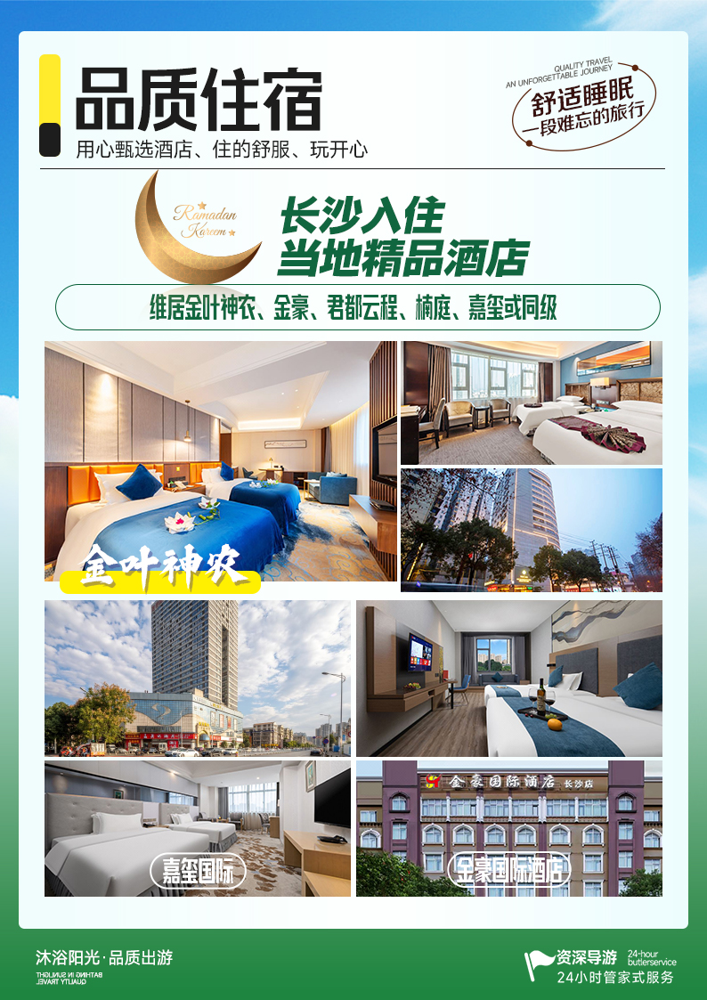 品质住宿
用心甄选酒店、住的舒服、玩开心
QUALITY TRAVEL
AN UNFORGETTABLE JOURNEY
舒适睡眠
一段难忘的旅行
Ramadan
Kareem
长沙入住
当地精品酒店
维居金叶神农、金豪、君都云程、楠庭、嘉玺或同级
金叶神农
嘉玺国际
金豪国际酒店 长沙店
金豪国际酒店
沐浴阳光·品质出游
BATHING IN SUNLIGHT
QUALITY TRAVEL
资深导游
24-hour
butlerservice
24小时管家式服务